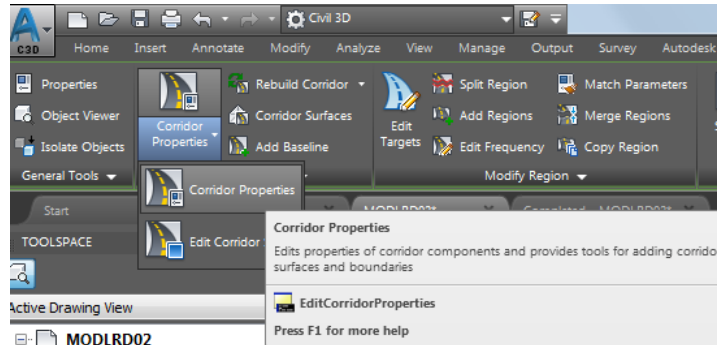 Civil 3D
C3D
Home Insert Annotate Modify Analyze View Manage Output Survey Autodesk
Properties
Object Viewer
Isolate Objects
General Tools
Corridor
Properties
Rebuild Corridor
Corridor Surfaces
Add Baseline
Edit
Targets
Split Region
Add Regions
Edit Frequency
Match Parameters
Merge Regions
Copy Region
Modify Region
Corridor Properties
Edit Corridor
Start
MODLRD02*
Completed
TOOLSPACE
Active Drawing View
MODLRD02
Corridor Properties
Edits properties of corridor components and provides tools for adding corrido
surfaces and boundaries
EditCorridorProperties
Press F1 for more help